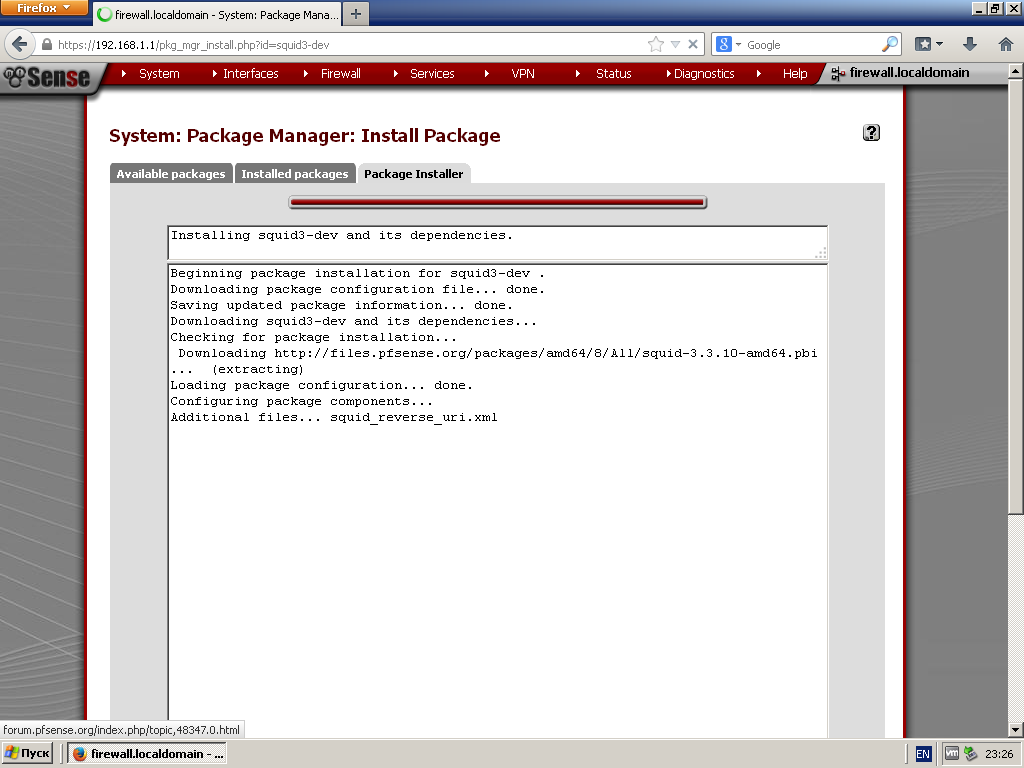 Firefox
firewall.localdomain - System: Package Mana...
https://192.168.1.1/pkg_mgr_install.php?id=squid3-dev
Google
Sense
System
Interfaces
Firewall
Services
VPN
Status
Diagnostics
Help
firewall.localdomain
System: Package Manager: Install Package
?
Available packages
Installed packages
Package Installer
Installing squid3-dev and its dependencies.
Beginning package installation for squid3-dev .
Downloading package configuration file... done.
Saving updated package information... done.
Downloading squid3-dev and its dependencies...
Checking for package installation...
Downloading http://files.pfsense.org/packages/amd64/8/All/squid-3.3.10-amd64.pbi
... (extracting)
Loading package configuration... done.
Configuring package components...
Additional files... squid_reverse_uri.xml
forum.pfsense.org/index.php/topic,48347.0.html
Пуск
firewall.localdomain - ...
EN
vm
23:26